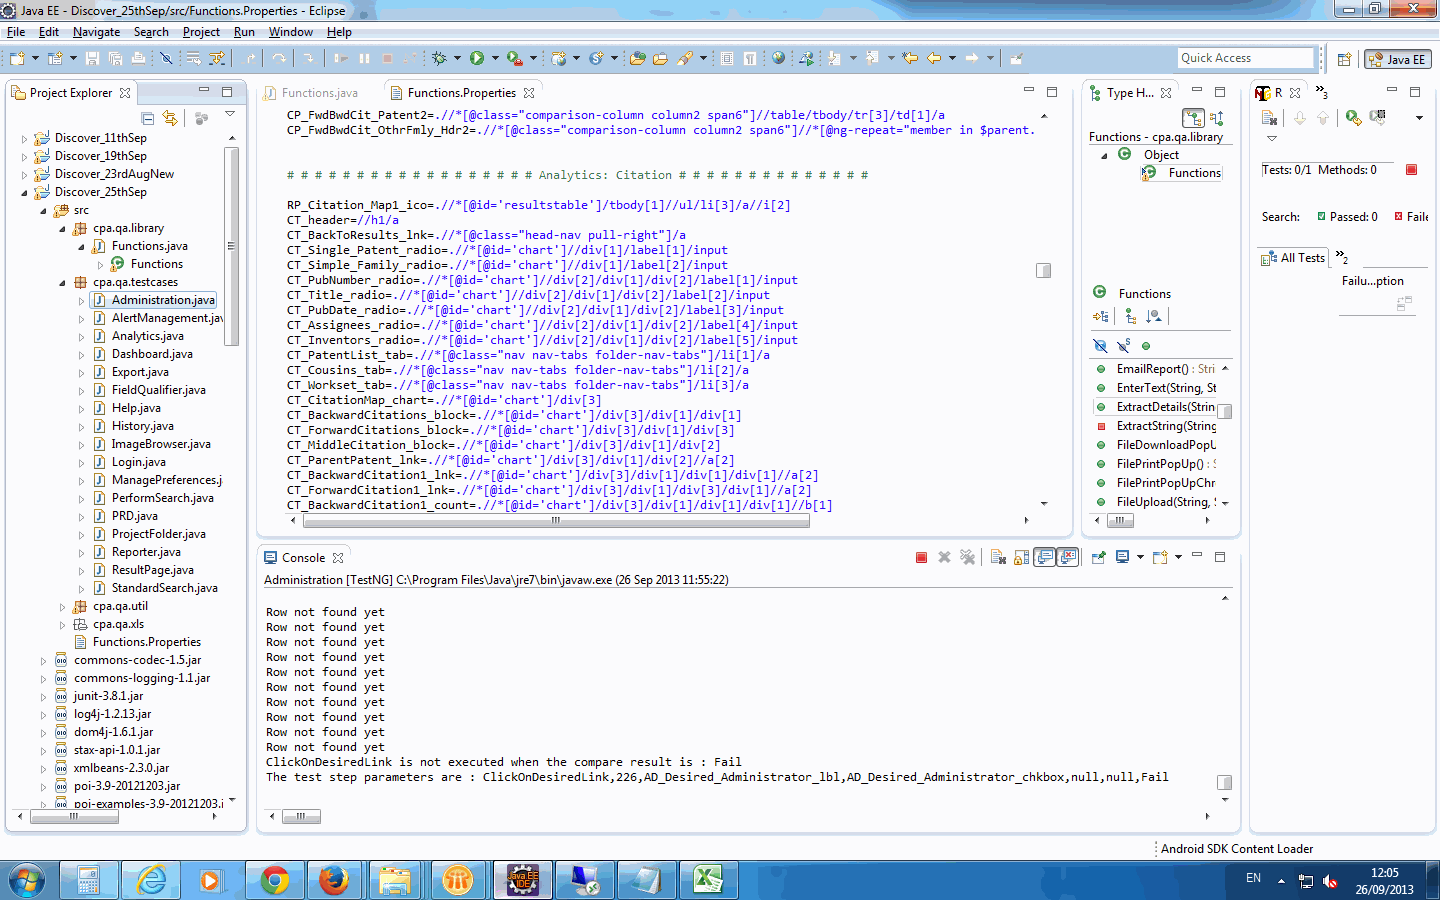 Java EE - Discover_25thSep/src/Functions.Properties - Eclipse
File Edit Navigate Search Project Run Window Help
Quick Access
Java EE
Project Explorer
Discover_11thSep
Discover_19thSep
Discover_23rdAugNew
Discover_25thSep
src
cpa.qa.library
Functions.java
Functions
cpa.qa.testcases
Administration.java
AlertManagement.jav
Analytics.java
Dashboard.java
Export.java
FieldQualifier.java
Help.java
History.java
ImageBrowser.java
Login.java
ManagePreferences.j
PerformSearch.java
PRD.java
ProjectFolder.java
Reporter.java
ResultPage.java
StandardSearch.java
cpa.qa.util
cpa.qa.xls
Functions.Properties
commons-codec-1.5.jar
commons-logging-1.1.jar
junit-3.8.1.jar
log4j-1.2.13.jar
dom4j-1.6.1.jar
stax-api-1.0.1.jar
xmlbeans-2.3.0.jar
poi-3.9-20121203.jar
poi-examples-3.9-20121203.j
Functions.java
Functions.Properties
CP_FwdBwdCit_Patent2=.//*[@class="comparison-column column2 span6"]//table/tbody/tr[3]/td[1]/a
CP_FwdBwdCit_OthrFmly_Hdr2=.//*[@class="comparison-column column2 span6"]//*[@ng-repeat="member in $parent.
# # # # # # # # # # # # # # # # # # Analytics: Citation # # # # # # # # # # # # # #
RP_Citation_Map1_ico=.//*[@id='resultstable']/tbody[1]//ul/li[3]/a//i[2]
CT_header=//h1/a
CT_BackToResults_lnk=.//*[@class="head-nav pull-right"]/a
CT_Single_Patent_radio=.//*[@id='chart']//div[1]/label[1]/input
CT_Simple_Family_radio=.//*[@id='chart']//div[1]/label[2]/input
CT_PubNumber_radio=.//*[@id='chart']//div[2]/div[1]/div[2]/label[1]/input
CT_Title_radio=.//*[@id='chart']//div[2]/div[1]/div[2]/label[2]/input
CT_PubDate_radio=.//*[@id='chart']//div[2]/div[1]/div[2]/label[3]/input
CT_Assignees_radio=.//*[@id='chart']//div[2]/div[1]/div[2]/label[4]/input
CT_Inventors_radio=.//*[@id='chart']//div[2]/div[1]/div[2]/label[5]/input
CT_PatentList_tab=.//*[@class="nav nav-tabs folder-nav-tabs"]/li[1]/a
CT_Cousins_tab=.//*[@class="nav nav-tabs folder-nav-tabs"]/li[2]/a
CT_Workset_tab=.//*[@class="nav nav-tabs folder-nav-tabs"]/li[3]/a
CT_CitationMap_chart=.//*[@id='chart']/div[3]
CT_BackwardCitations_block=.//*[@id='chart']/div[3]/div[1]/div[1]
CT_ForwardCitations_block=.//*[@id='chart']/div[3]/div[1]/div[3]
CT_MiddleCitation_block=.//*[@id='chart']/div[3]/div[1]/div[2]
CT_ParentPatent_lnk=.//*[@id='chart']/div[3]/div[1]/div[2]//a[2]
CT_BackwardCitation1_lnk=.//*[@id='chart']/div[3]/div[1]/div[1]/div[1]//a[2]
CT_ForwardCitation1_lnk=.//*[@id='chart']/div[3]/div[1]/div[3]/div[1]//a[2]
CT_BackwardCitation1_count=.//*[@id='chart']/div[3]/div[1]/div[1]/div[1]//b[1]
Type H...
Functions - cpa.qa.library
Object
Functions
Functions
EmailReport() : Stri
EnterText(String, St
ExtractDetails(Strin
ExtractString(String
FileDownloadPopU
FilePrintPopUp() : S
FilePrintPopUpChr
FileUpload(String, S
R
3
Tests: 0/1 Methods: 0
Search: Passed: 0 Faile
All Tests
2
Failu...ption
Console
Administration [TestNG] C:\Program Files\Java\jre7\bin\javaw.exe (26 Sep 2013 11:55:22)
Row not found yet
Row not found yet
Row not found yet
Row not found yet
Row not found yet
Row not found yet
Row not found yet
Row not found yet
Row not found yet
Row not found yet
ClickOnDesiredLink is not executed when the compare result is : Fail
The test step parameters are : ClickOnDesiredLink,226,AD_Desired_Administrator_lbl,AD_Desired_Administrator_chkbox,null,null,Fail
Android SDK Content Loader
Java EE
IDE
EN
12:05
26/09/2013